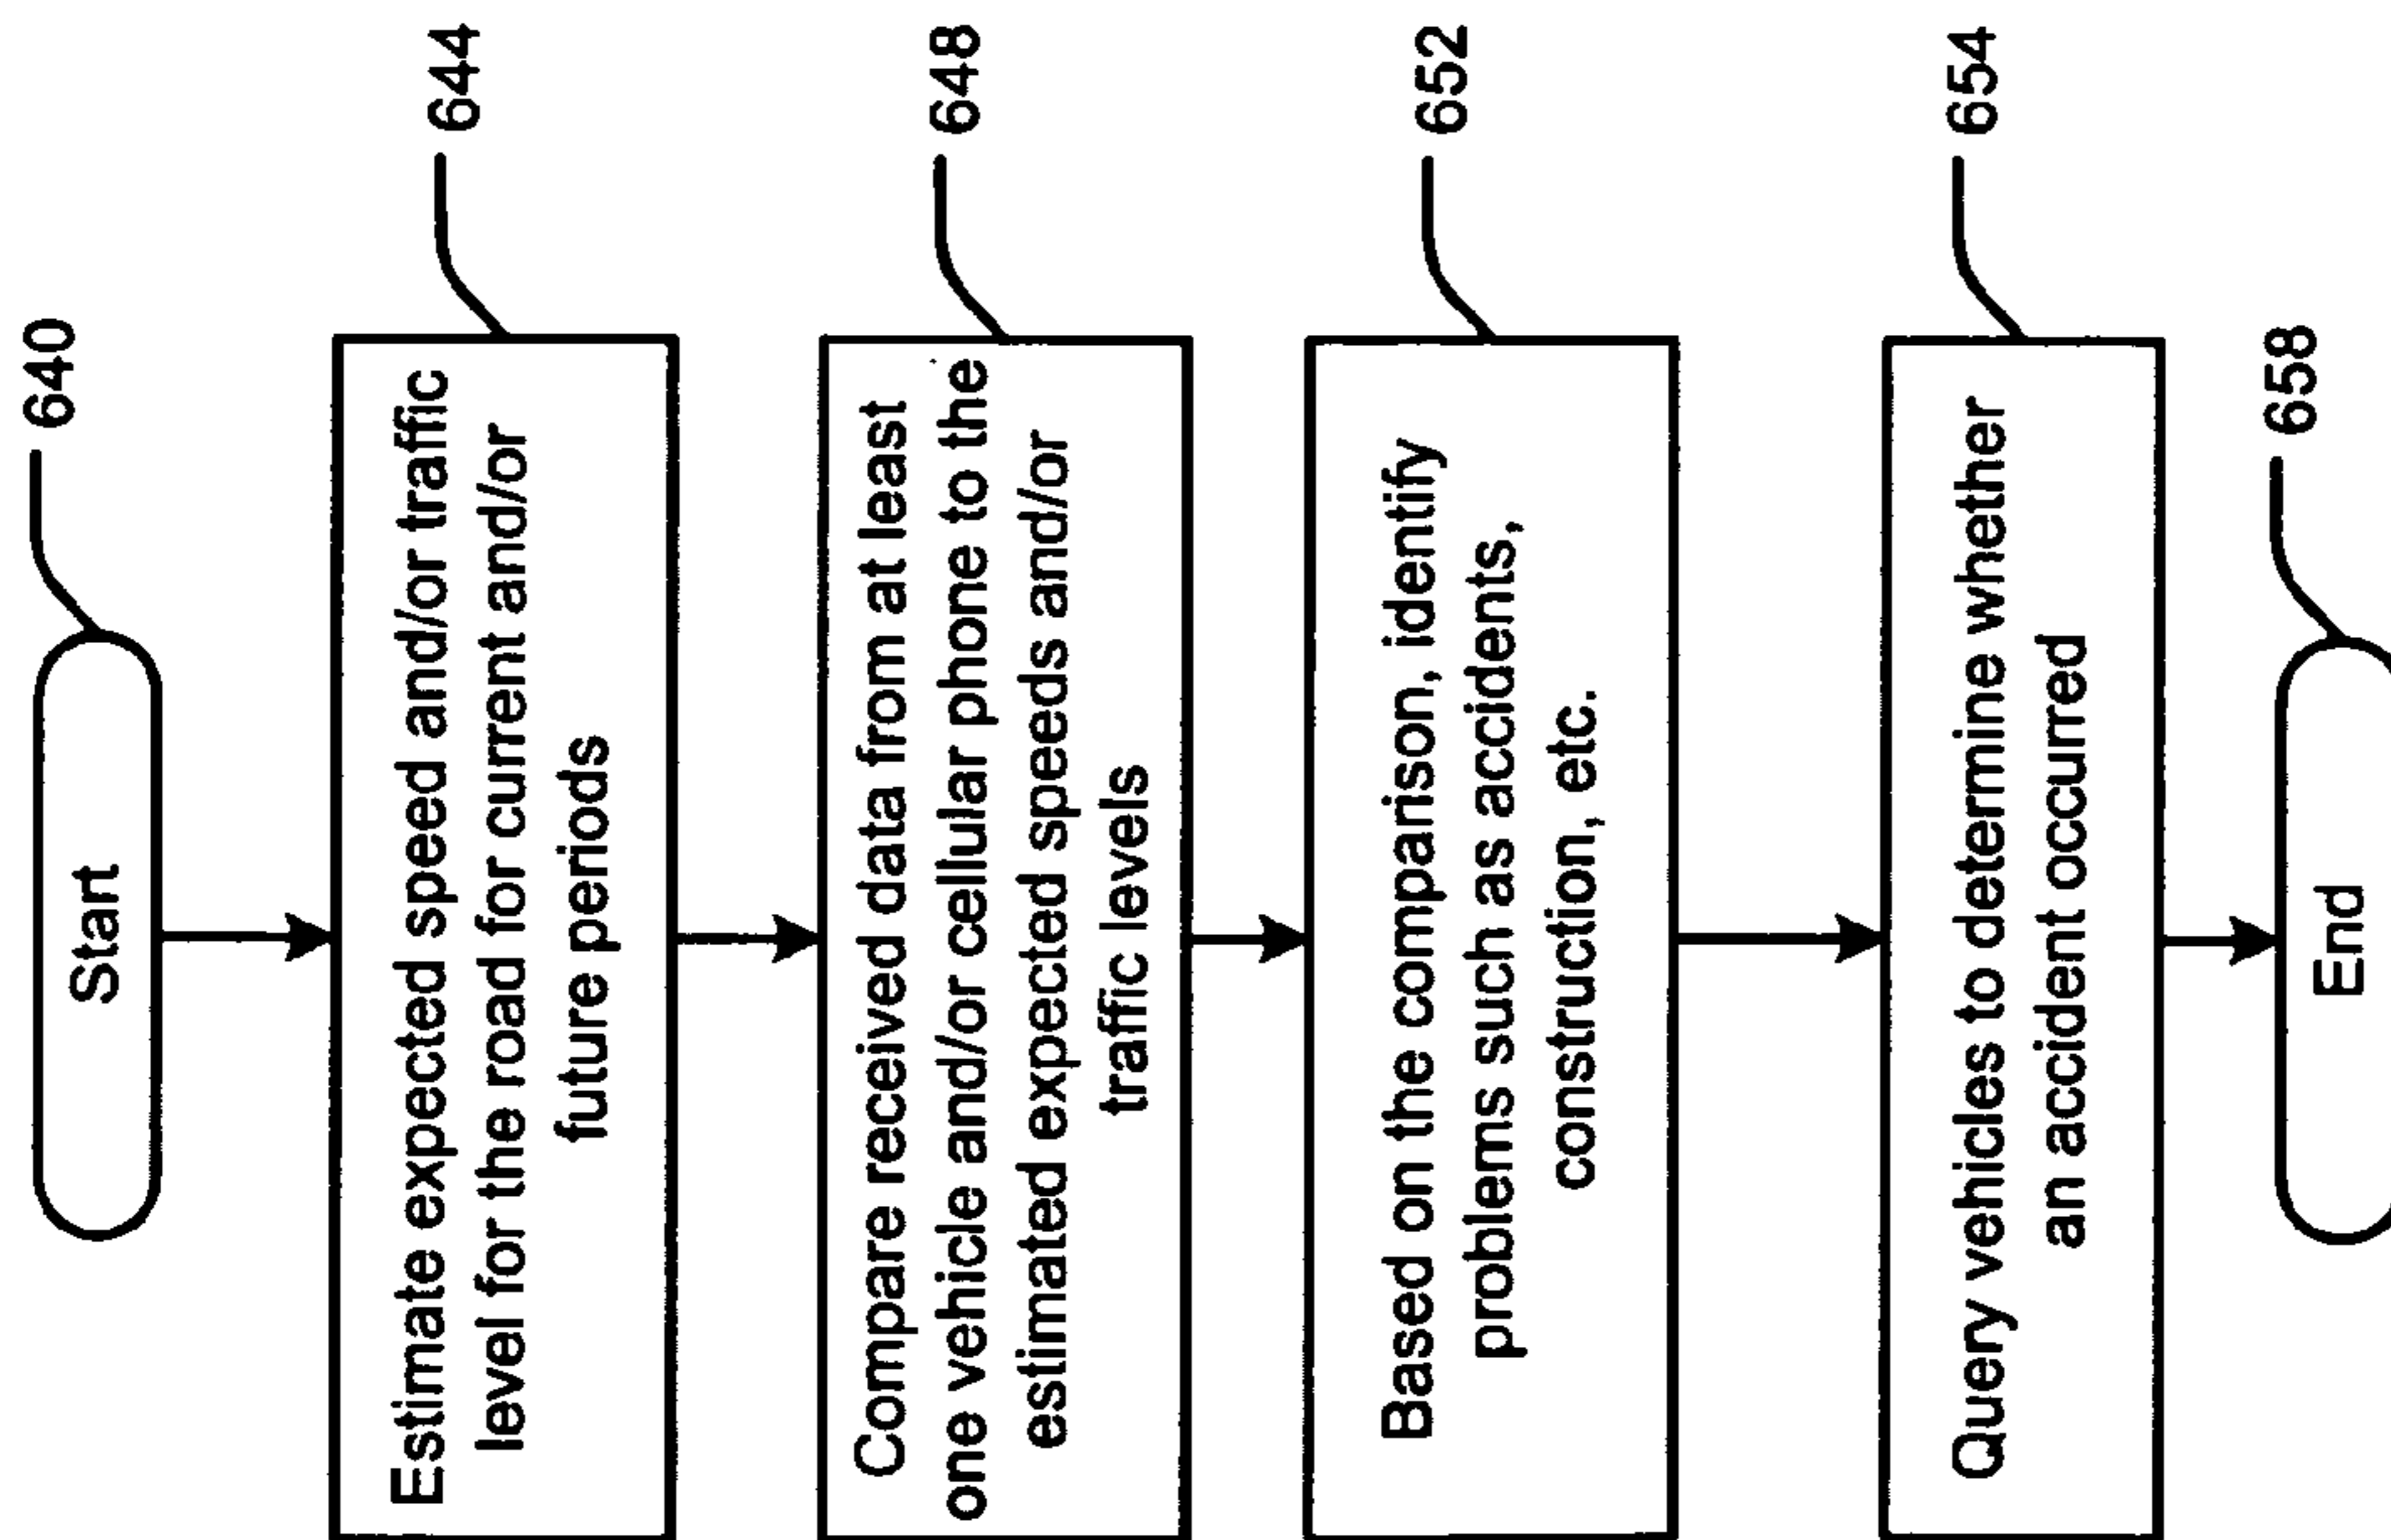 Start
640
Estimate expected speed and/or traffic
level for the road for current and/or
future periods
644
Compare received data from at least
one vehicle and/or cellular phone to the
estimated expected speeds and/or
traffic levels
648
Based on the comparison, identify
problems such as accidents,
construction, etc.
652
Query vehicles to determine whether
an accident occurred
654
End
658